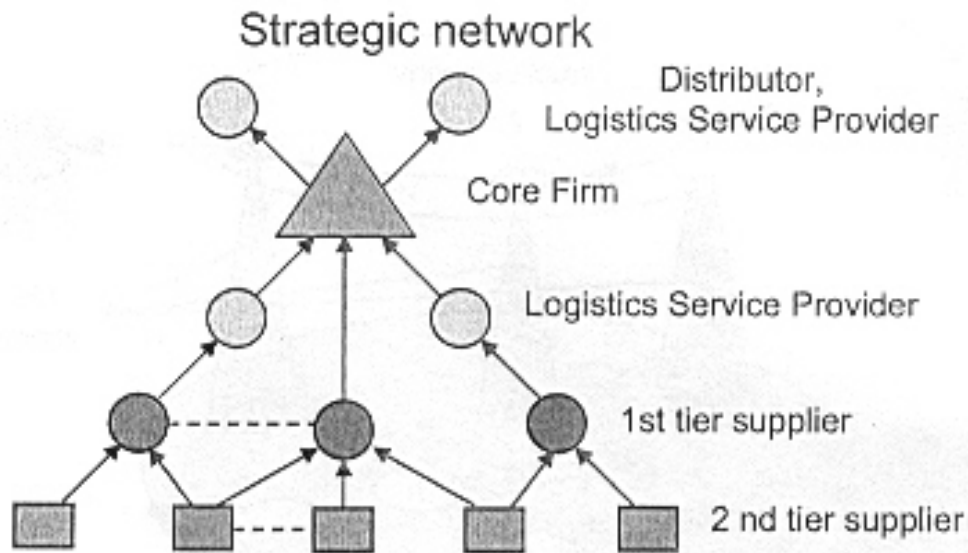 Strategic network
Distributor,
Logistics Service Provider
Core Firm
Logistics Service Provider
1st tier supplier
2 nd tier supplier